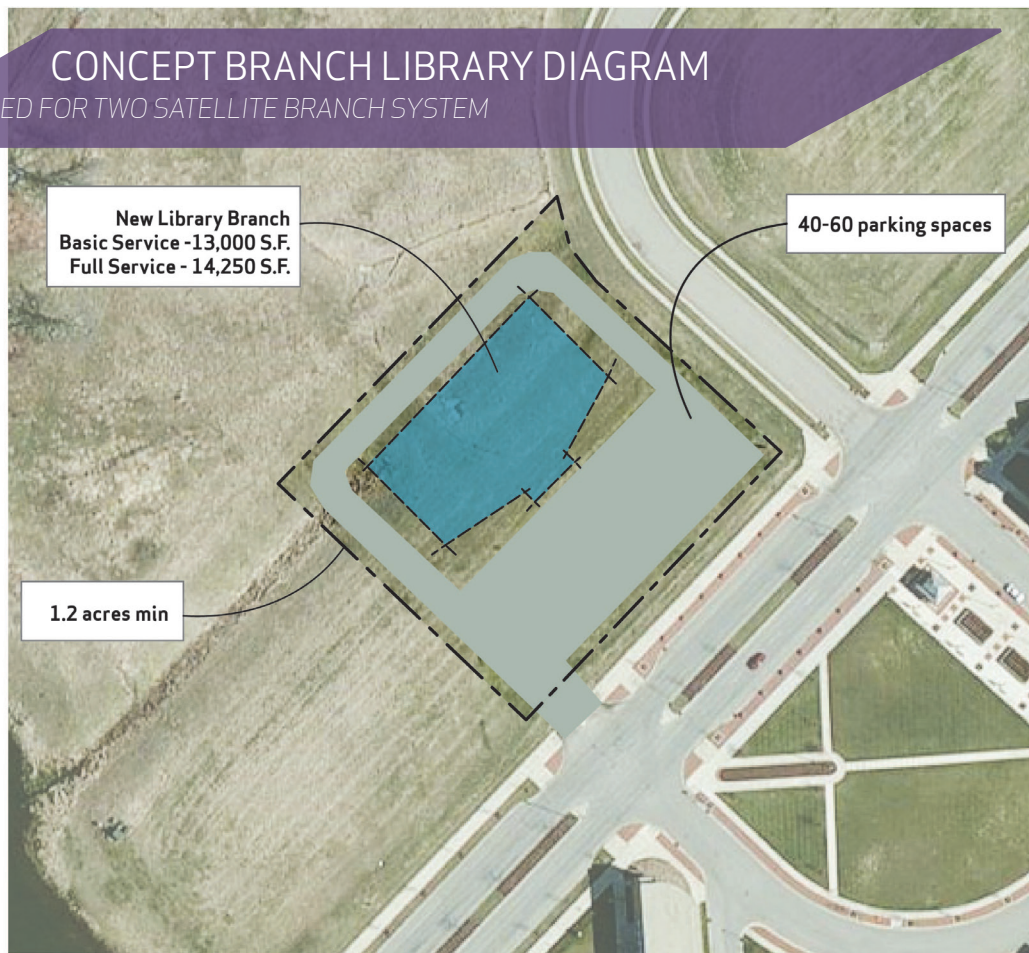 CONCEPT BRANCH LIBRARY DIAGRAM
FOR TWO SATELLITE BRANCH SYSTEM
New Library Branch
Basic Service -13,000 S.F.
Full Service - 14,250 S.F.
40-60 parking spaces
1.2 acres min